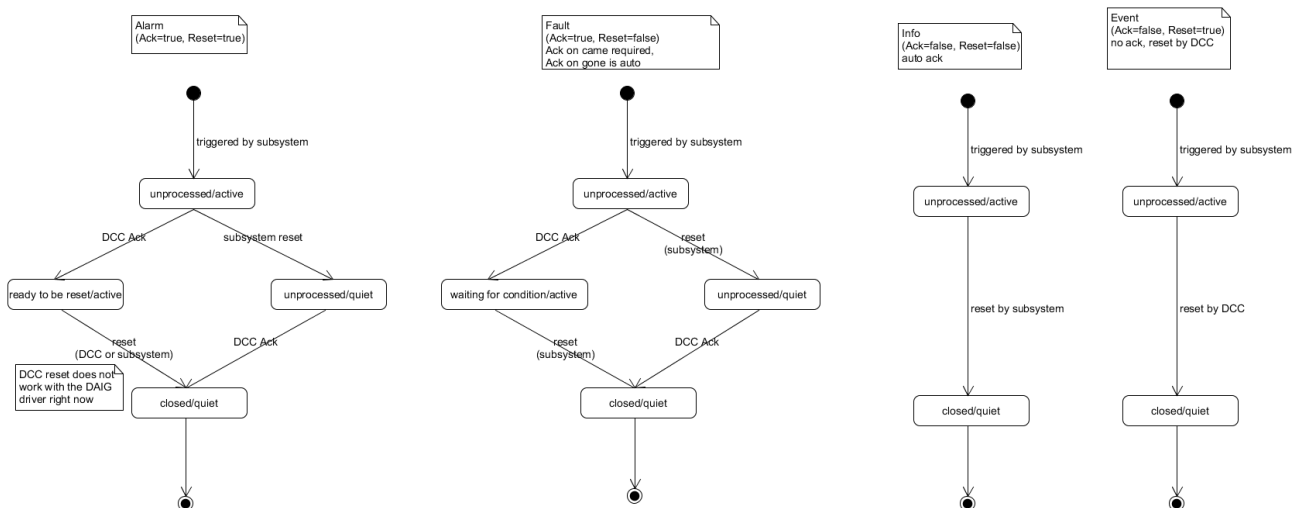 Alarm
(Ack=true, Reset=true)
triggered by subsystem
unprocessed/active
DCC Ack
subsystem reset
ready to be reset/active
unprocessed/quiet
reset
(DCC or subsystem)
DCC Ack
DCC reset does not
work with the DAIG
driver right now
closed/quiet
Fault
(Ack=true, Reset=false)
Ack on came required,
Ack on gone is auto
triggered by subsystem
unprocessed/active
DCC Ack
reset
(subsystem)
waiting for condition/active
unprocessed/quiet
reset
(subsystem)
DCC Ack
closed/quiet
Info
(Ack=false, Reset=false)
auto ack
triggered by subsystem
unprocessed/active
reset by subsystem
closed/quiet
Event
(Ack=false, Reset=true)
no ack, reset by DCC
triggered by subsystem
unprocessed/active
reset by DCC
closed/quiet